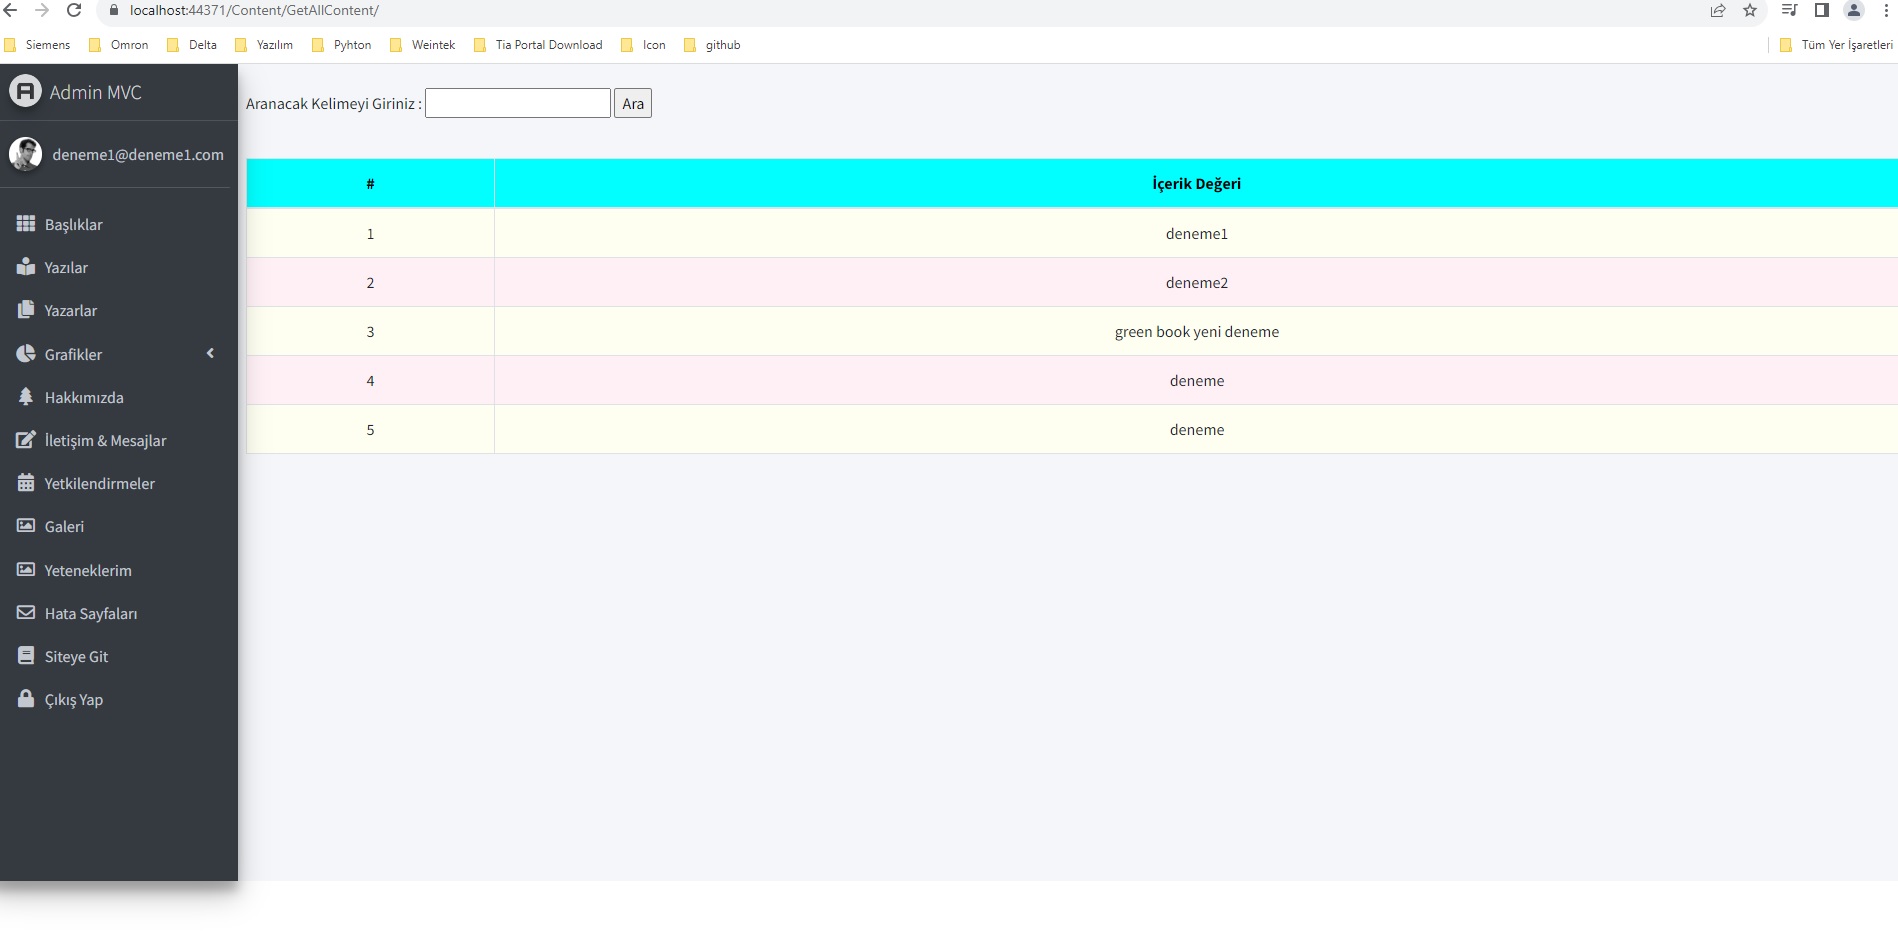 localhost:44371/Content/GetAllContent/
Siemens Omron Delta Yazılım Pyhton Weintek Tia Portal Download Icon github Tüm Yer İşaretleri
Admin MVC
deneme1@deneme1.com
Başlıklar
Yazılar
Yazarlar
Grafikler
Hakkımızda
İletişim & Mesajlar
Yetkilendirmeler
Galeri
Yeteneklerim
Hata Sayfaları
Siteye Git
Çıkış Yap
Aranacak Kelimeyi Giriniz : Ara
# İçerik Değeri
1 deneme1
2 deneme2
3 green book yeni deneme
4 deneme
5 deneme